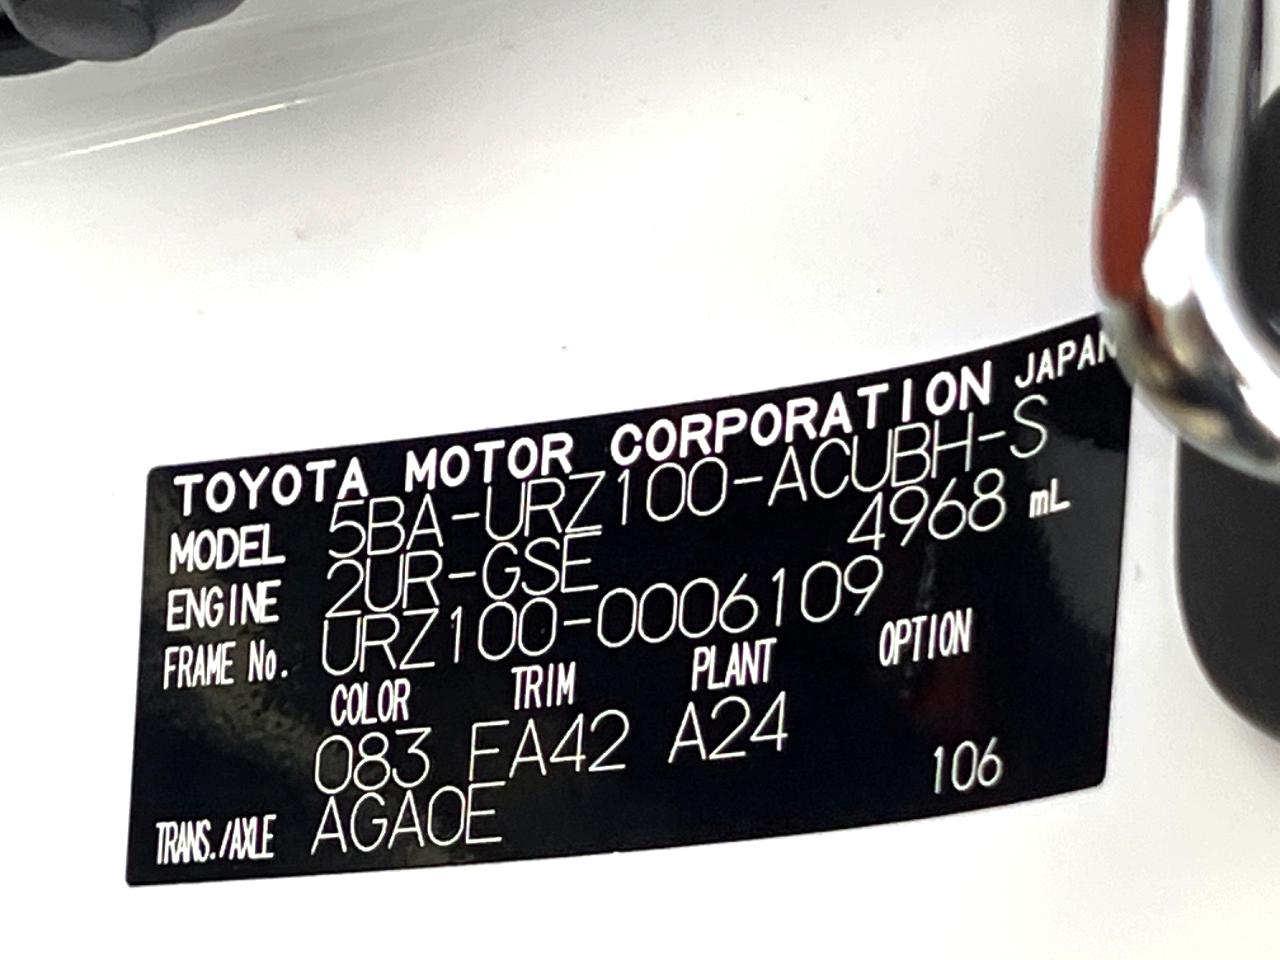 TOYOTA MOTOR CORPORATION JAPAN
MODEL 5BA-URZ100-ACUBH-S
ENGINE 2UR-GSE 4968 mL
FRAME No. URZ100-0006109
COLOR TRIM PLANT OPTION
083 EA42 A24
TRANS./AXLE AGA0E 106